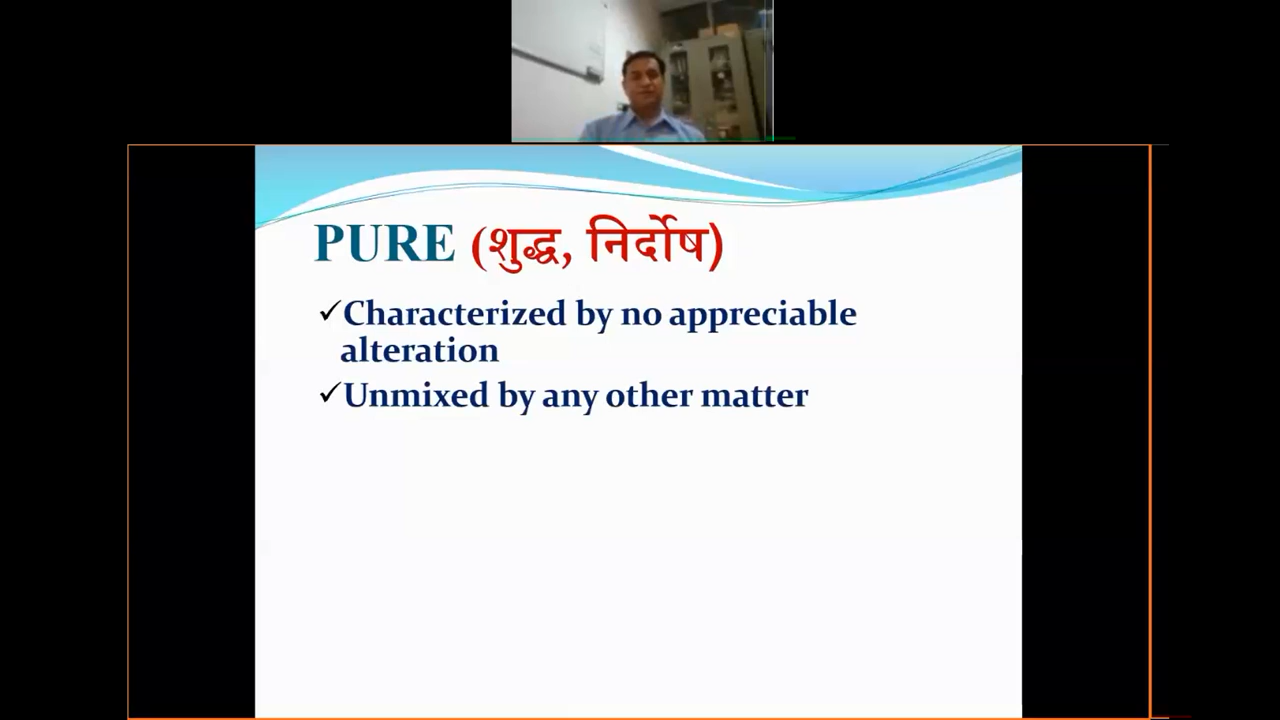 PURE (शुद्ध, निर्दोष)
✓Characterized by no appreciable
alteration
✓Unmixed by any other matter